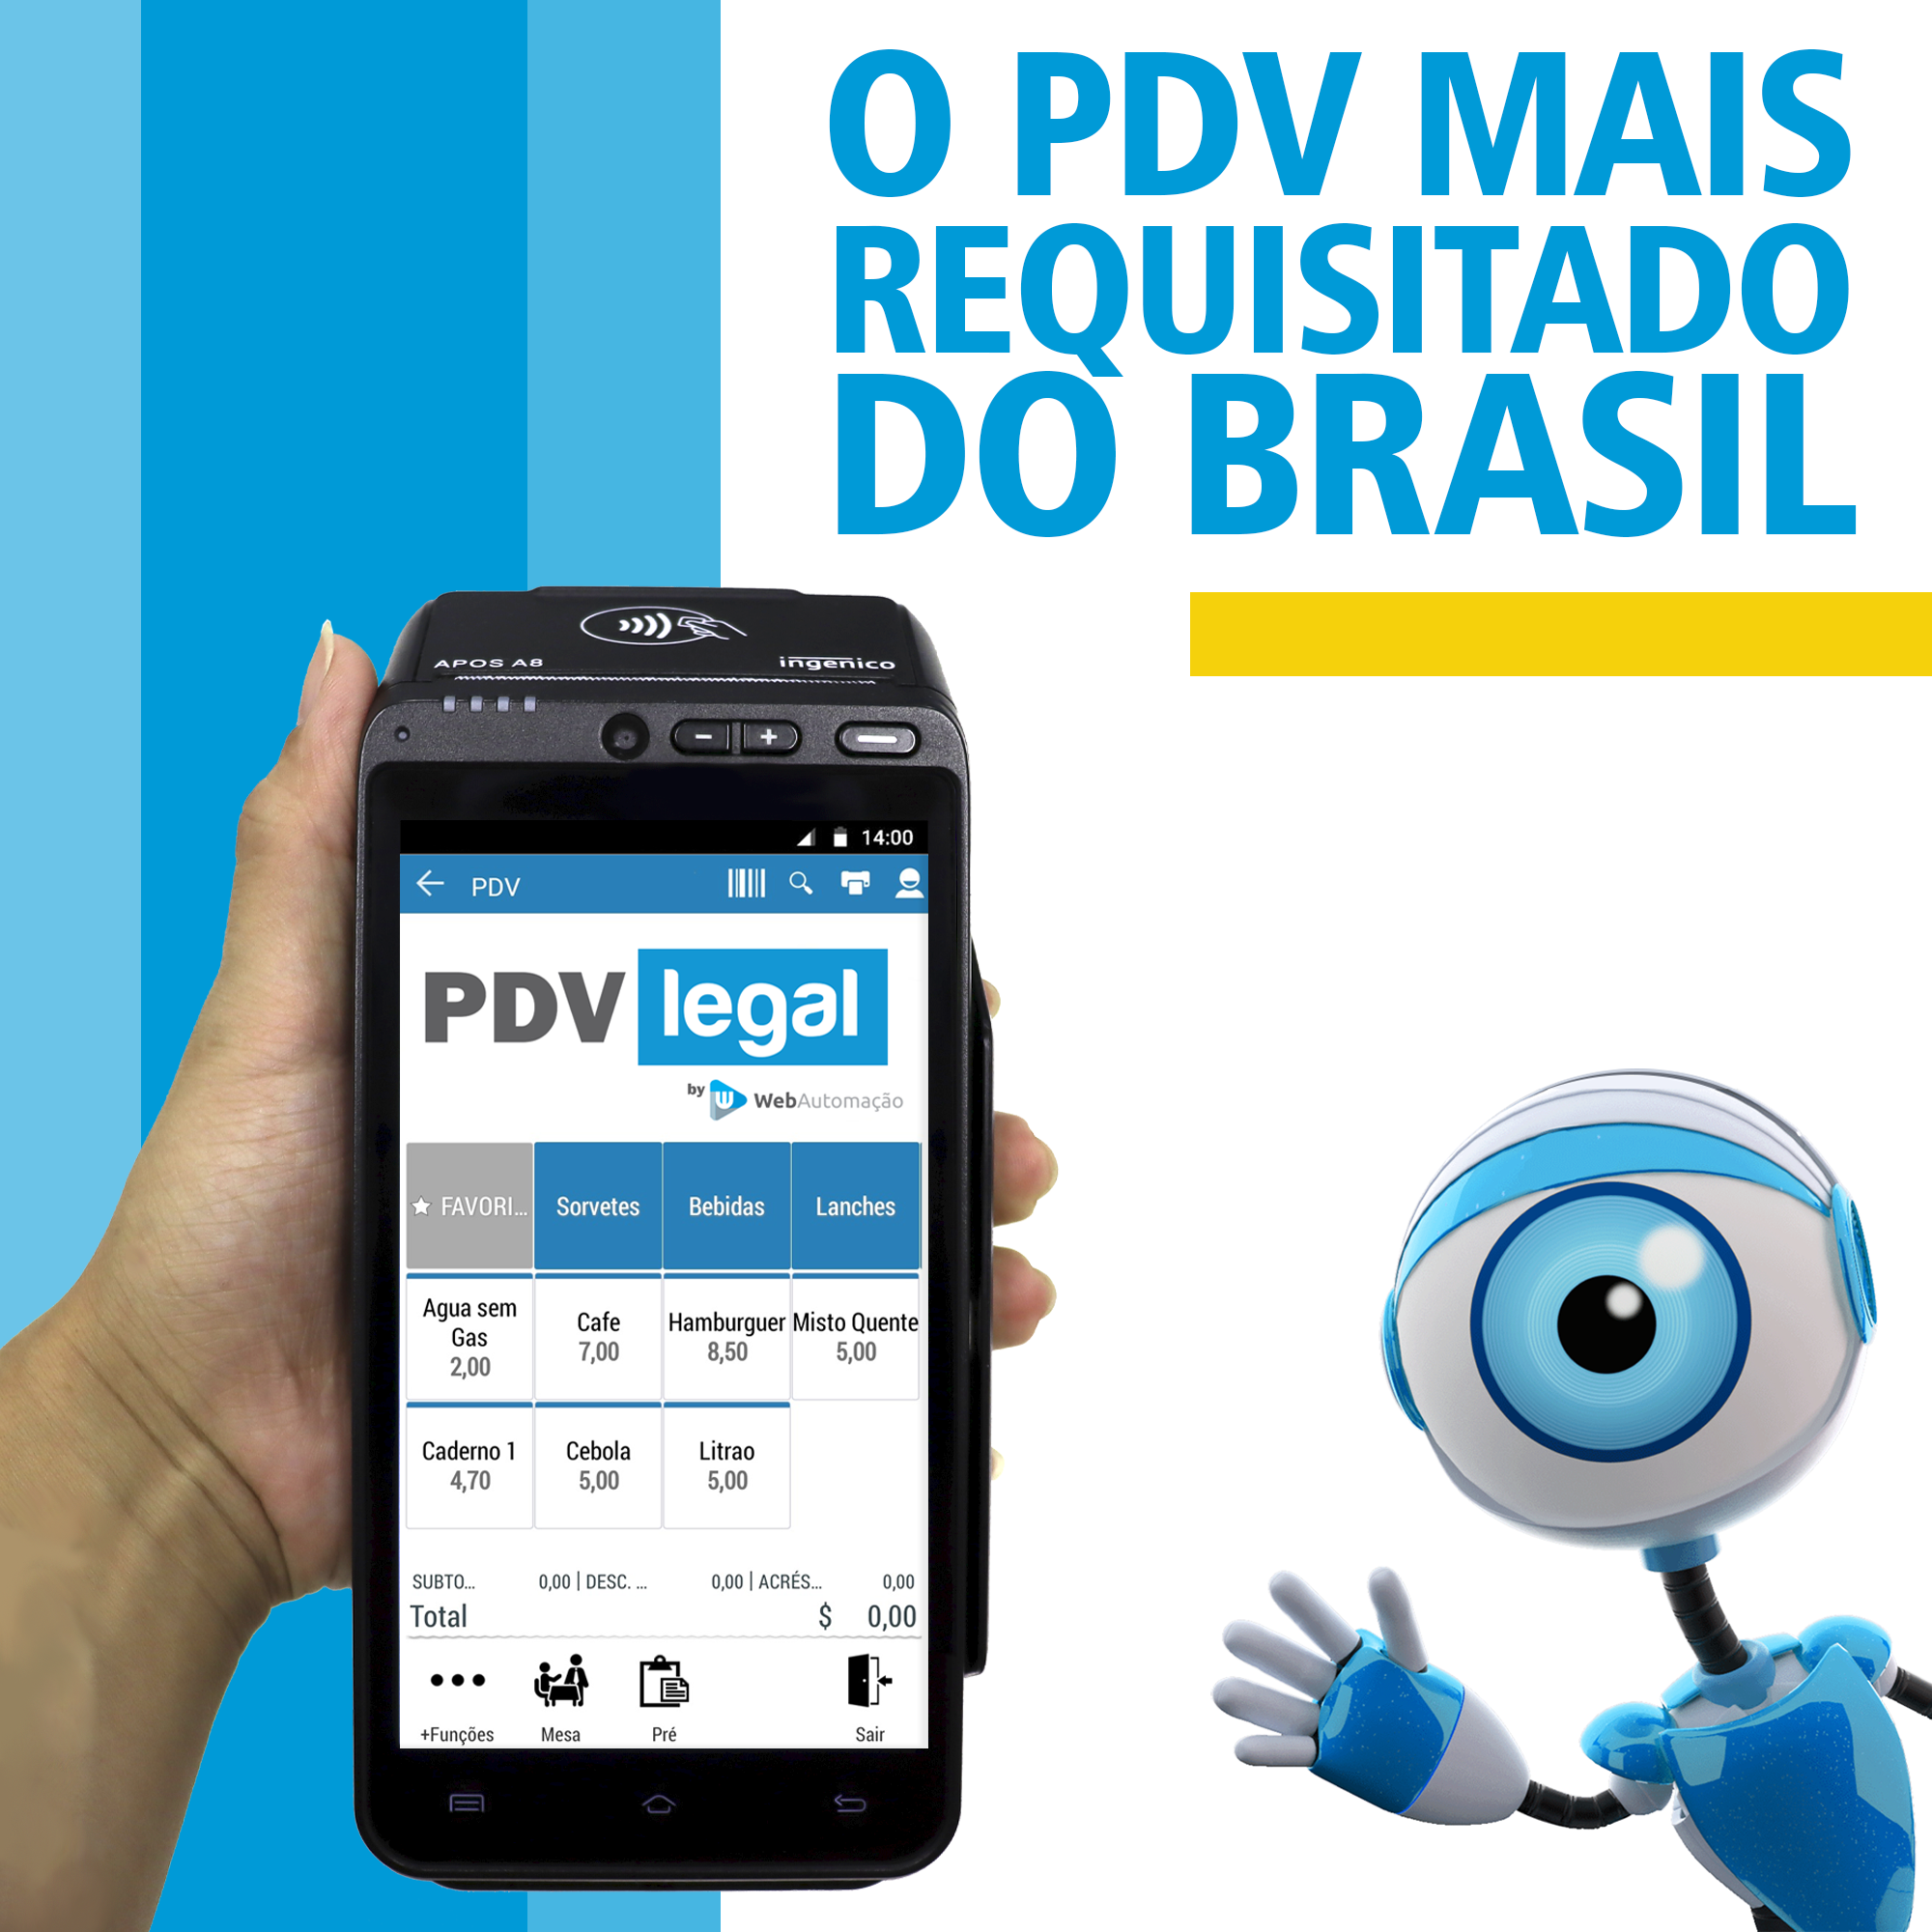 O PDV MAIS
REQUISITADO
DO BRASIL
APOS A8
ingenico
14:00
PDV
PDV legal
by WebAutomação
FAVORI...
Sorvetes
Bebidas
Lanches
Agua sem
Gas
2,00
Cafe
7,00
Hamburguer
8,50
Misto Quente
5,00
Caderno 1
4,70
Cebola
5,00
Litrao
5,00
SUBTO... 0,00 | DESC. ... 0,00 | ACRÉS... 0,00
Total $ 0,00
+Funções
Mesa
Pré
Sair